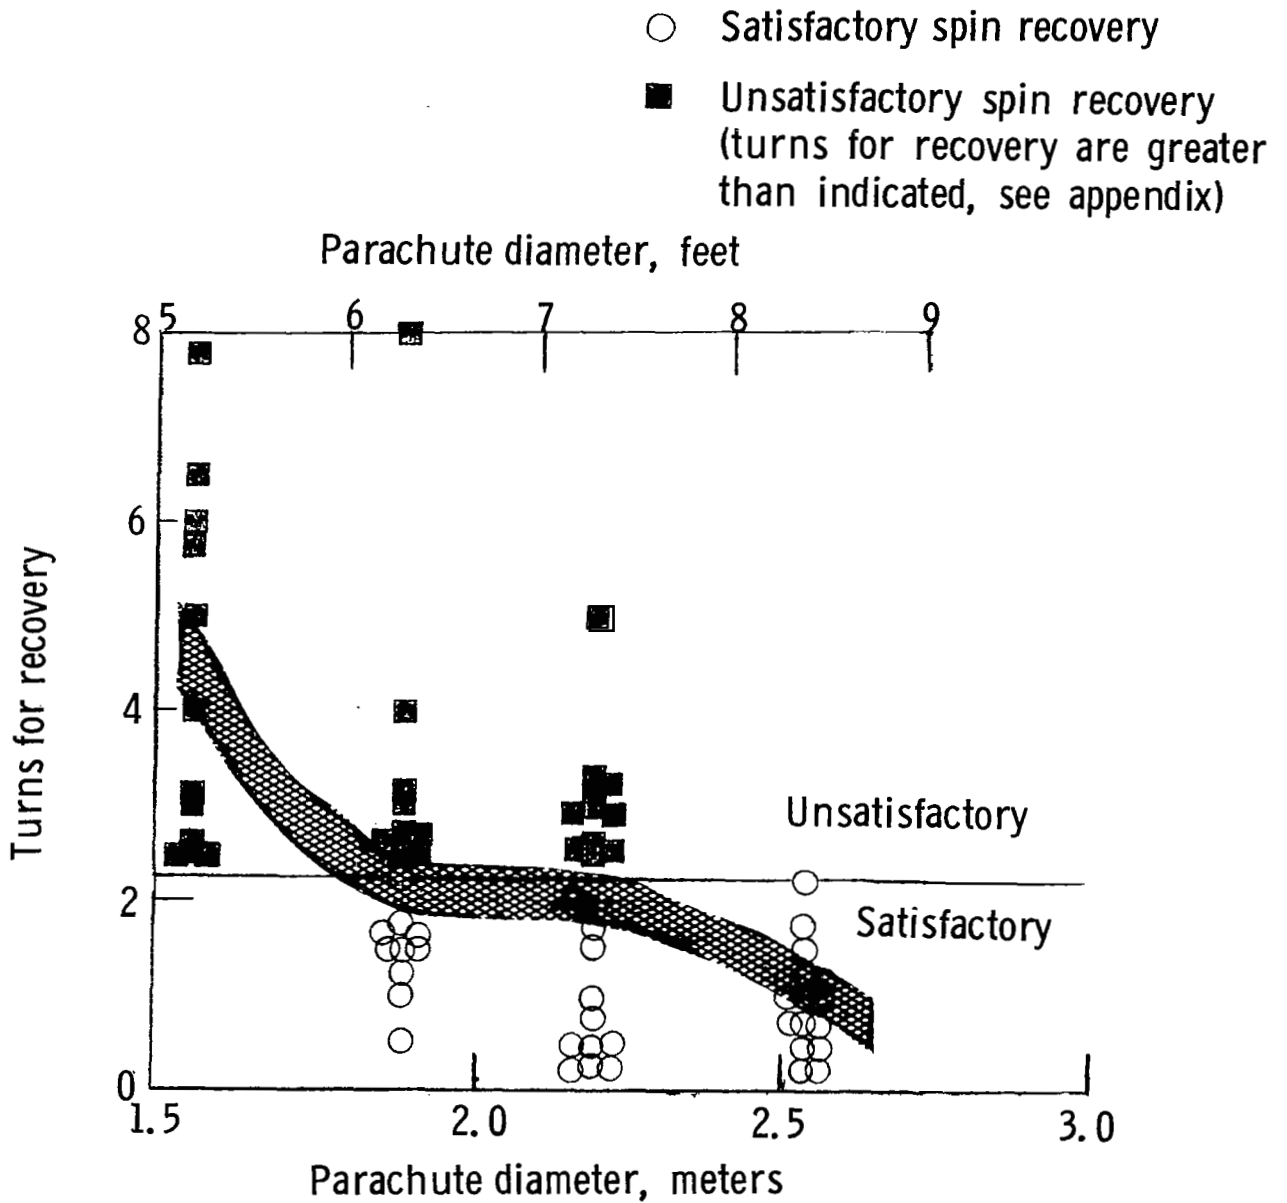 Satisfactory spin recovery
Unsatisfactory spin recovery
(turns for recovery are greater
than indicated, see appendix)
Parachute diameter, feet
5 6 7 8 9
8
6
4
2
0
Turns for recovery
Unsatisfactory
Satisfactory
1.5 2.0 2.5 3.0
Parachute diameter, meters